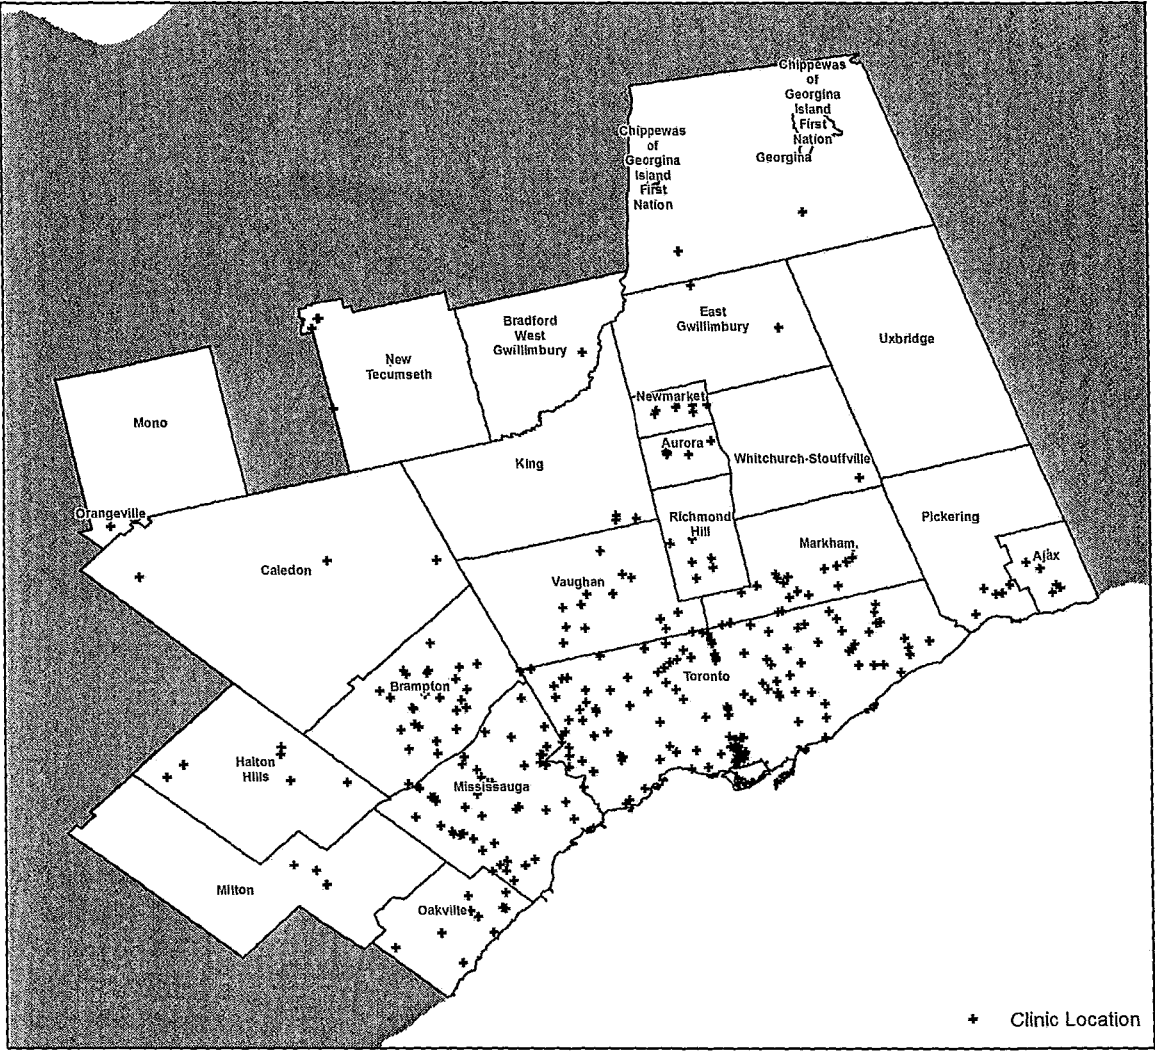 Chippewas
of
Georgina
Island
First
Nation
Georgina
Chippewas
of
Georgina
Island
First
Nation
East
Gwillimbury
Bradford
West
Gwillimbury
Uxbridge
New
Tecumseth
Newmarket
Mono
Aurora
King
Whitchurch-Stouffville
Orangeville
Richmond
Hill
Pickering
Markham
Ajax
Caledon
Vaughan
Toronto
Brampton
Halton
Hills
Mississauga
Milton
Oakville
Clinic Location